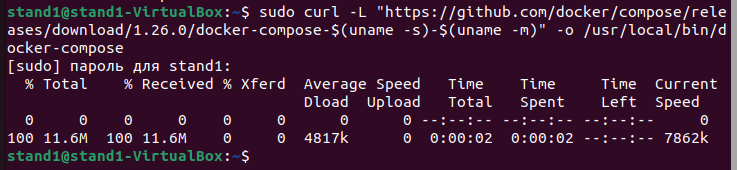 stand1@stand1-VirtualBox:~$ sudo curl -L "https://github.com/docker/compose/rele
ases/download/1.26.0/docker-compose-$(uname -s)-$(uname -m)" -o /usr/local/bin/d
ocker-compose
[sudo] пароль для stand1:
  % Total    % Received % Xferd  Average Speed   Time    Time     Time  Current
                                 Dload  Upload   Total   Spent    Left  Speed
  0     0    0     0    0     0      0      0 --:--:-- --:--:-- --:--:--     0
100 11.6M  100 11.6M    0     0  4817k      0  0:00:02  0:00:02 --:--:-- 7862k
stand1@stand1-VirtualBox:~$